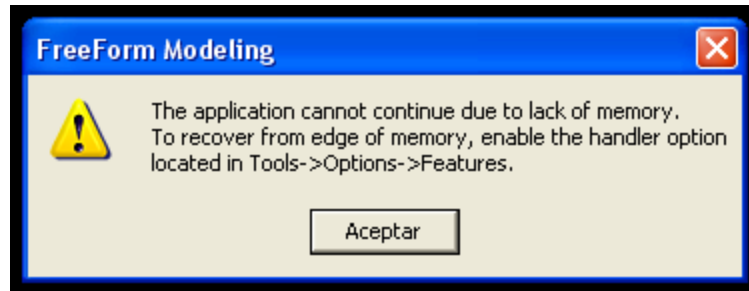 FreeForm Modeling
The application cannot continue due to lack of memory.
To recover from edge of memory, enable the handler option
located in Tools->Options->Features.
Aceptar